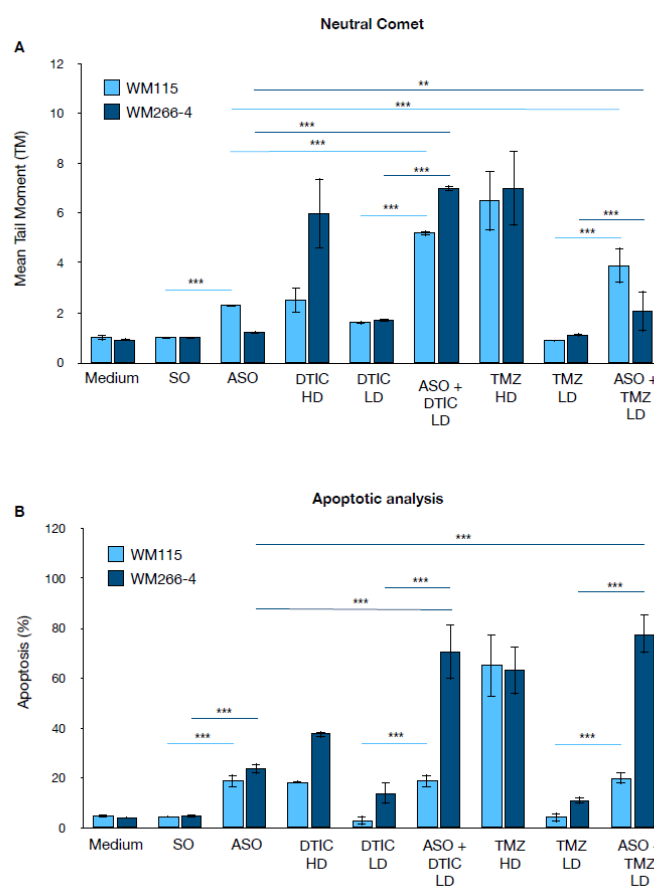 Neutral Comet
A
WM115
WM266-4
Mean Tail Moment (TM)
12
10
8
6
4
2
0
**
***
***
***
***
***
***
***
***
Medium
SO
ASO
DTIC
HD
DTIC
LD
ASO +
DTIC
LD
TMZ
HD
TMZ
LD
ASO +
TMZ
LD
Apoptotic analysis
B
WM115
WM266-4
Apoptosis (%)
120
100
80
60
40
20
0
***
***
***
***
***
***
***
***
Medium
SO
ASO
DTIC
HD
DTIC
LD
ASO +
DTIC
LD
TMZ
HD
TMZ
LD
ASO +
TMZ
LD